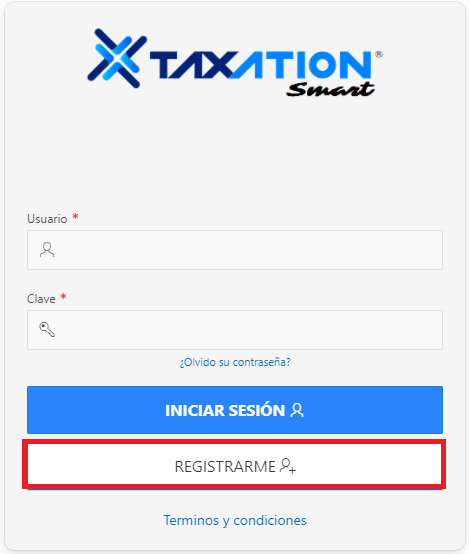 TAXATION®
Smart
Usuario *
Clave *
¿Olvido su contraseña?
INICIAR SESIÓN
REGISTRARME
Terminos y condiciones